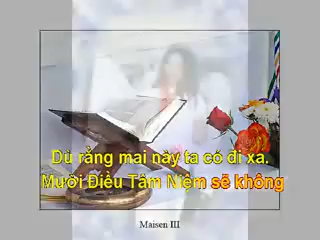 Dù rằng mai này ta có đi xa.
Mười Điều Tâm Niệm sẽ không
Maisen III